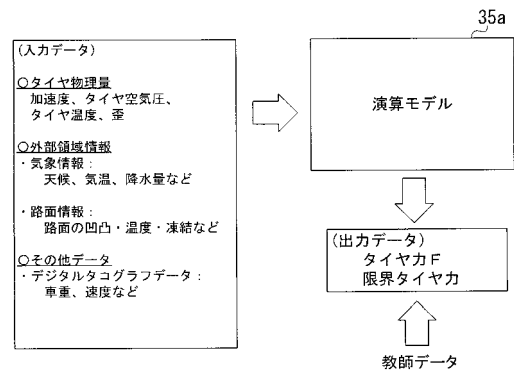 35a
(入力データ)
○タイヤ物理量
加速度、タイヤ空気圧、
タイヤ温度、歪
○外部領域情報
・気象情報:
天候、気温、降水量など
・路面情報:
路面の凹凸・温度・凍結など
○その他データ
・デジタルタコグラフデータ:
車重、速度など
演算モデル
(出力データ)
タイヤ力F
限界タイヤ力
教師データ